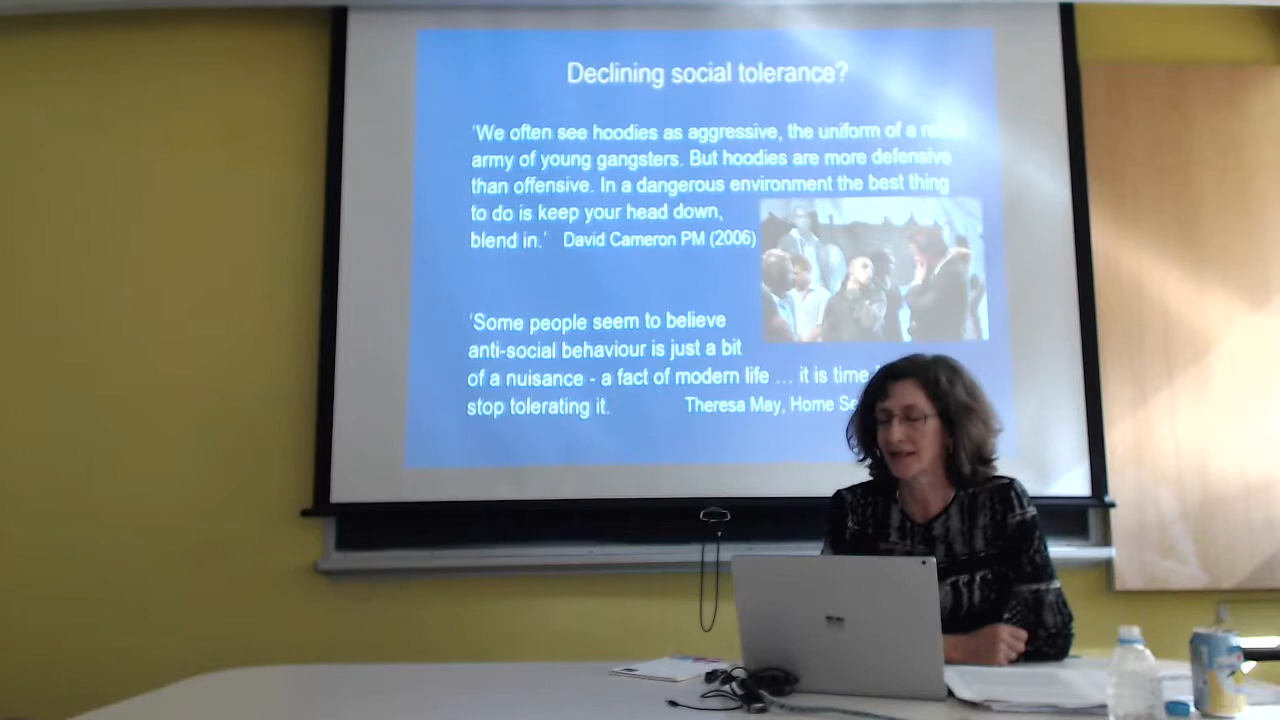 Declining social tolerance?
'We often see hoodies as aggressive, the uniform of a
army of young gangsters. But hoodies are more defensive
than offensive. In a dangerous environment the best thing
to do is keep your head down,
blend in.' David Cameron PM (2006)
'Some people seem to believe
anti-social behaviour is just a bit
of a nuisance - a fact of modern life ... it is time
stop tolerating it. Theresa May, Home